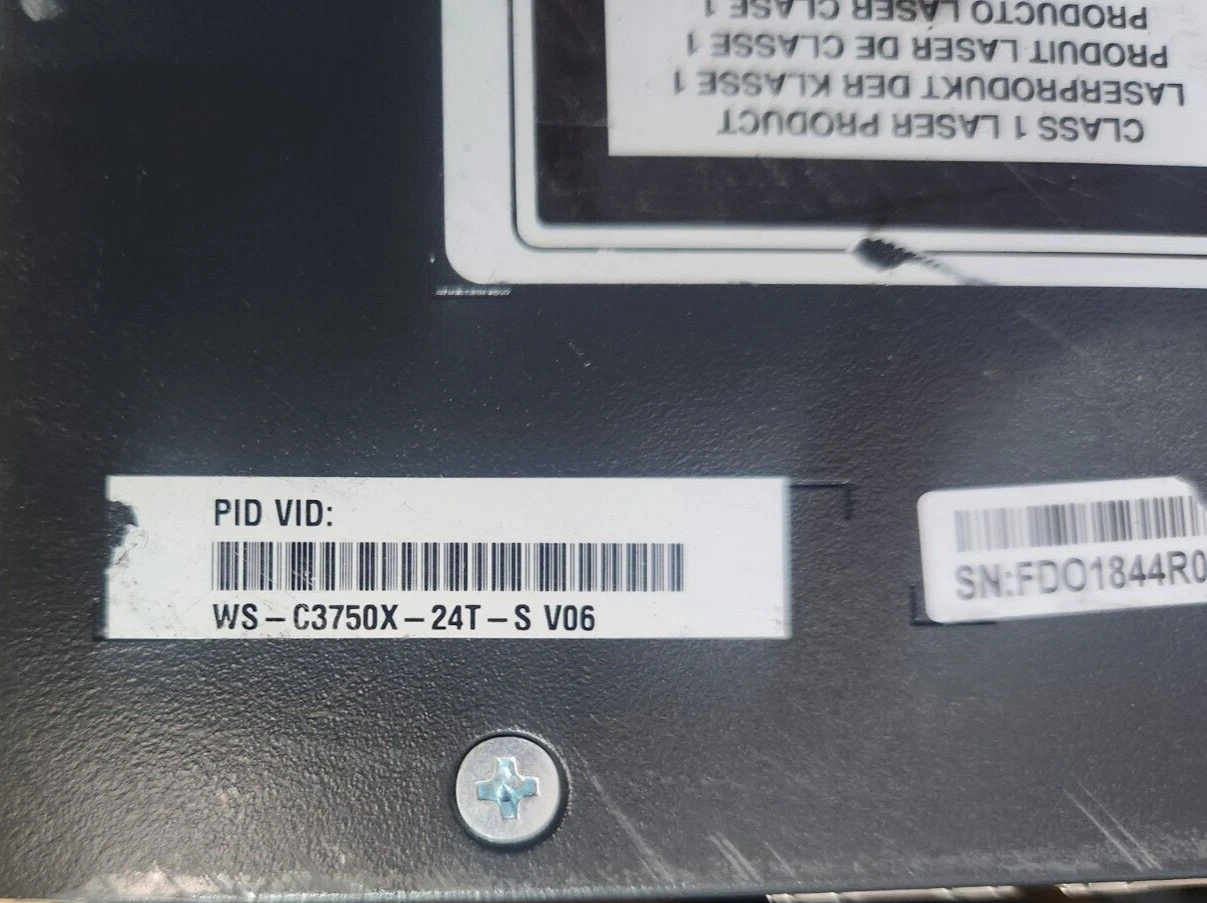 CLASS 1 LASER PRODUCT
LASERPRODUKT DER KLASSE 1
PRODUIT LASER DE CLASSE 1
PRODUCTO LÁSER CLASE 1
PID VID:
WS-C3750X-24T-S V06
SN:FDO1844R0